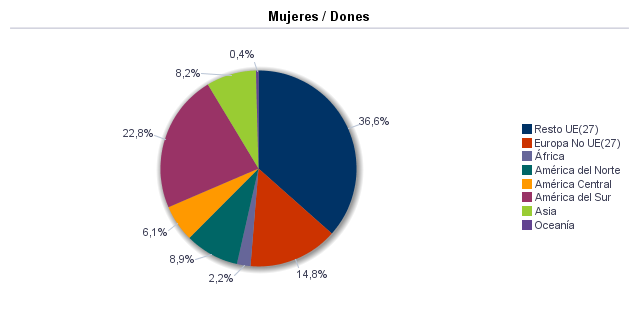 Mujeres / Dones
0,4%
8,2%
36,6%
22,8%
6,1%
8,9%
2,2%
14,8%
Resto UE(27)
Europa No UE(27)
África
América del Norte
América Central
América del Sur
Asia
Oceanía